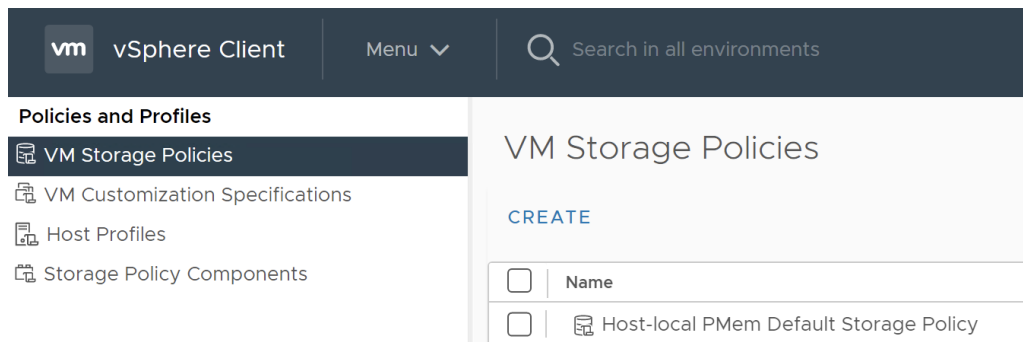 vm vSphere Client Menu Search in all environments
Policies and Profiles
VM Storage Policies
VM Customization Specifications
Host Profiles
Storage Policy Components
VM Storage Policies
CREATE
Name
Host-local PMem Default Storage Policy